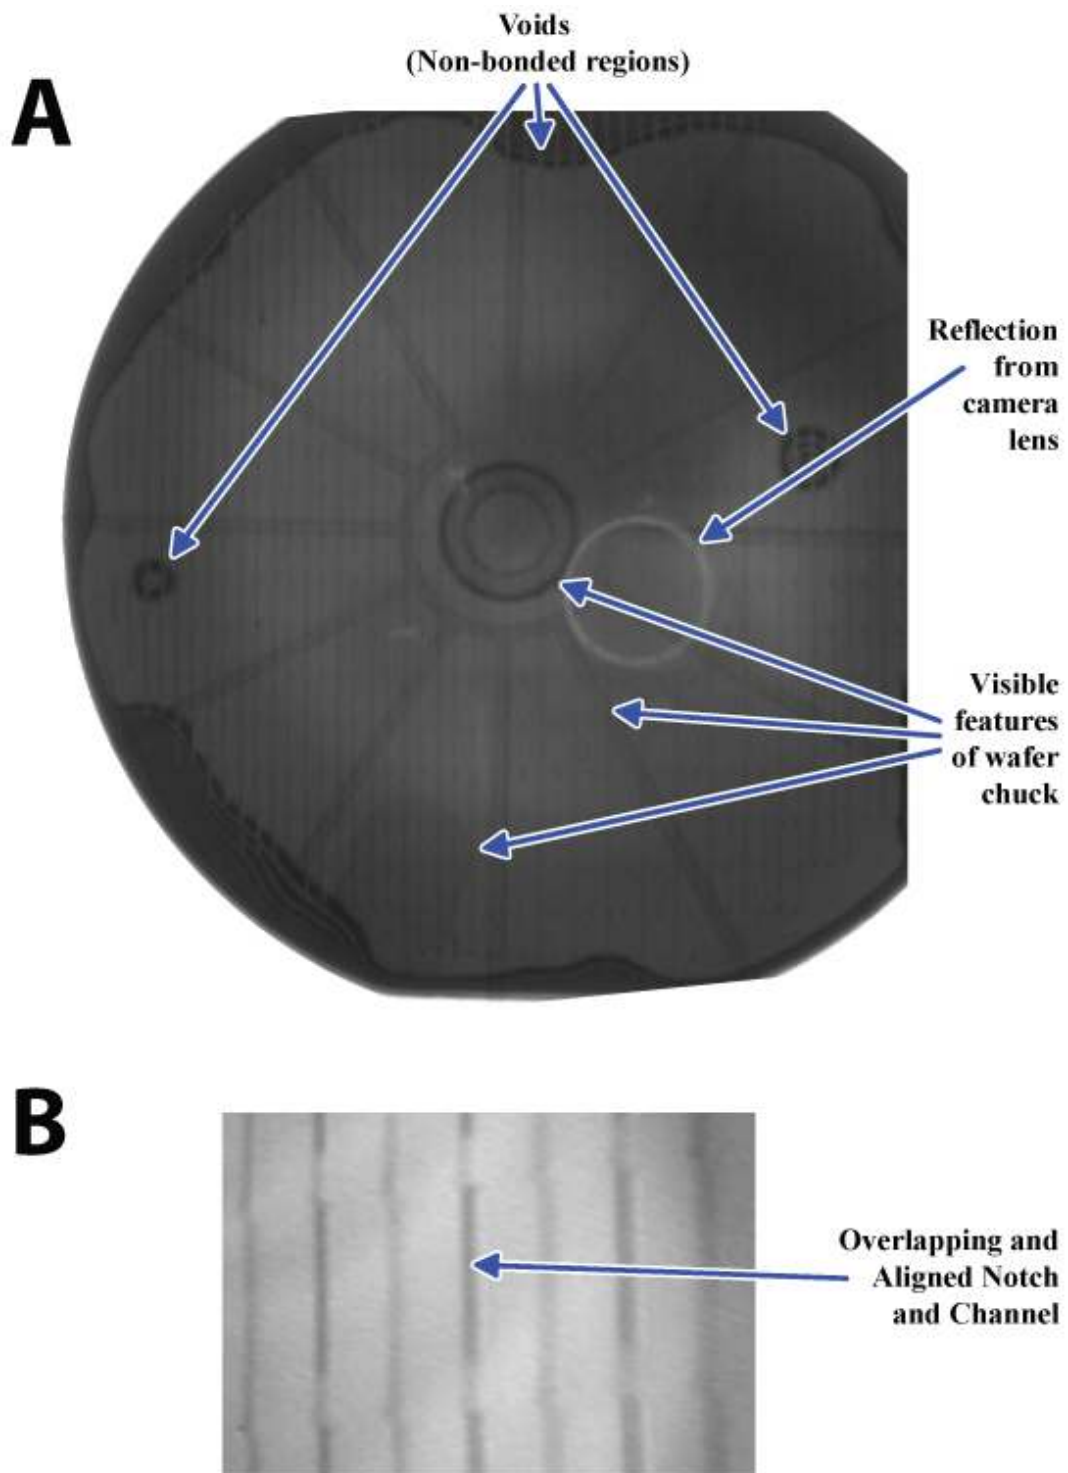 Voids
(Non-bonded regions)
A
Reflection
from
camera
lens
Visible
features
of wafer
chuck
B
Overlapping and
Aligned Notch
and Channel